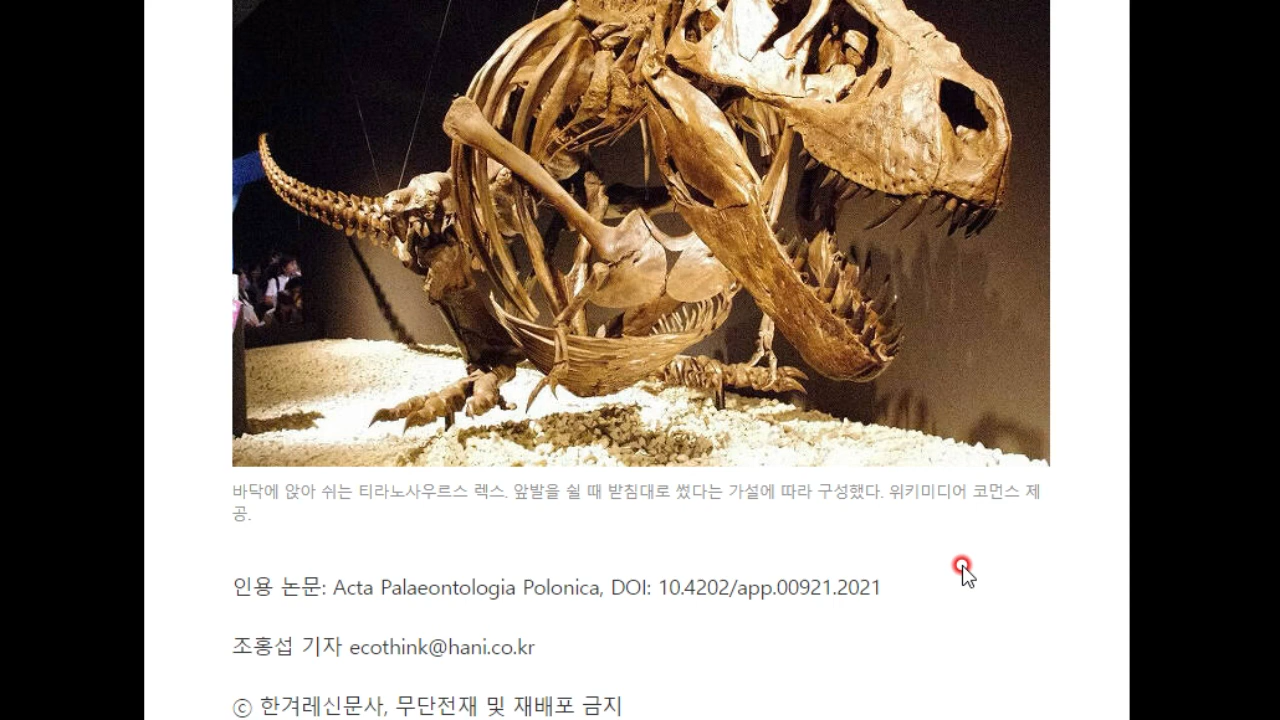 바닥에 앉아 쉬는 티라노사우르스 렉스. 앞발을 쉴 때 받침대로 썼다는 가설에 따라 구성했다. 위키미디어 코먼스 제
공.
인용 논문: Acta Palaeontologia Polonica, DOI: 10.4202/app.00921.2021
조홍섭 기자 ecothink@hani.co.kr
ⓒ 한겨레신문사, 무단전재 및 재배포 금지